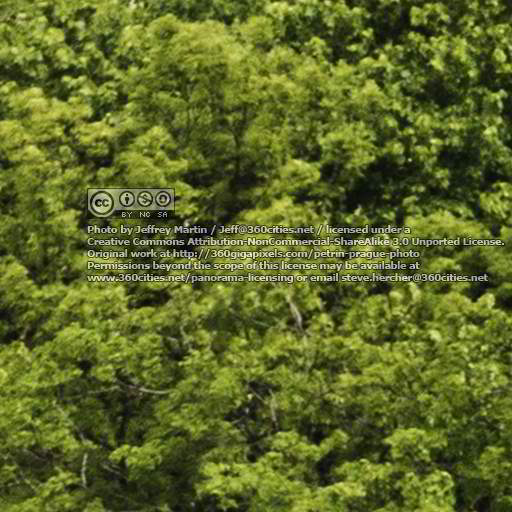 cc
BY NC SA
Photo by Jeffrey Martin / Jeff@360cities.net / licensed under a
Creative Commons Attribution-NonCommercial-ShareAlike 3.0 Unported License.
Original work at http://360gigapixels.com/petrin-prague-photo
Permissions beyond the scope of this license may be available at
www.360cities.net/panorama-licensing or email steve.hercher@360cities.net